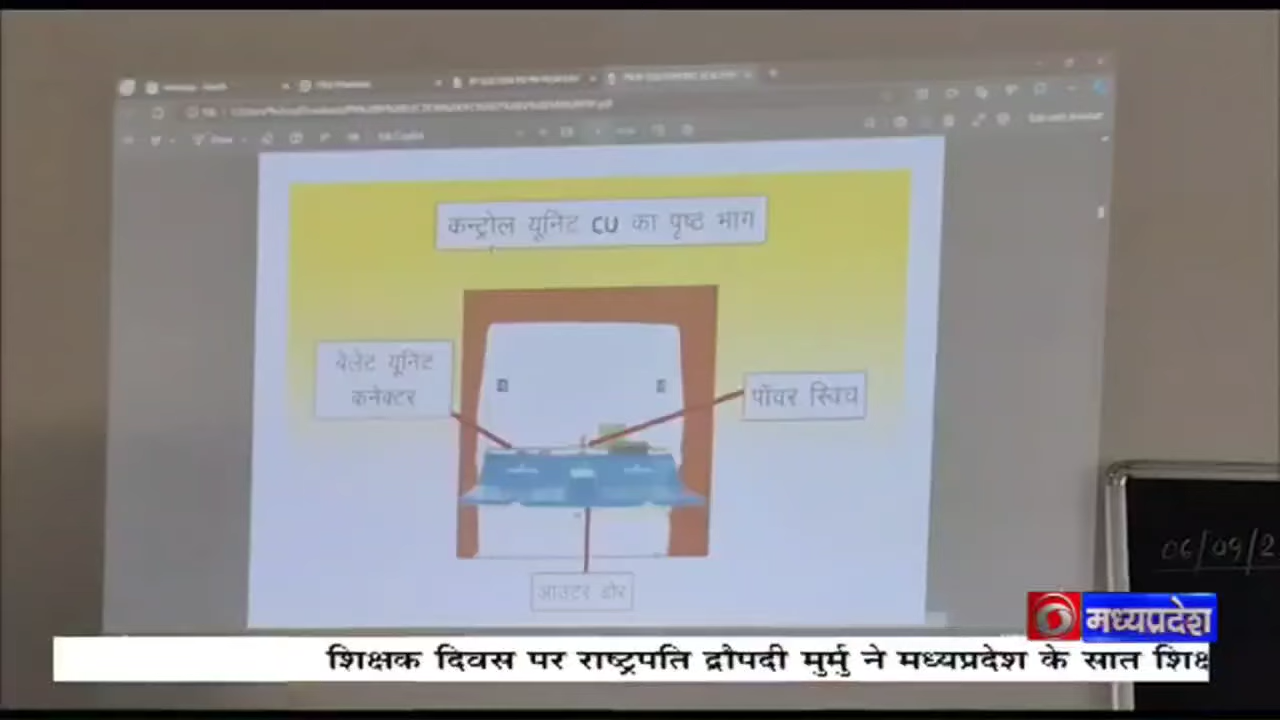 कन्ट्रोल यूनिट CU का पृष्ठ भाग
बेलेट यूनिट
कनेक्टर
पॉवर स्विच
आउटर डोर
06/09/2
मध्यप्रदेश
शिक्षक दिवस पर राष्ट्रपति द्रौपदी मुर्मु ने मध्यप्रदेश के सात शिक्ष